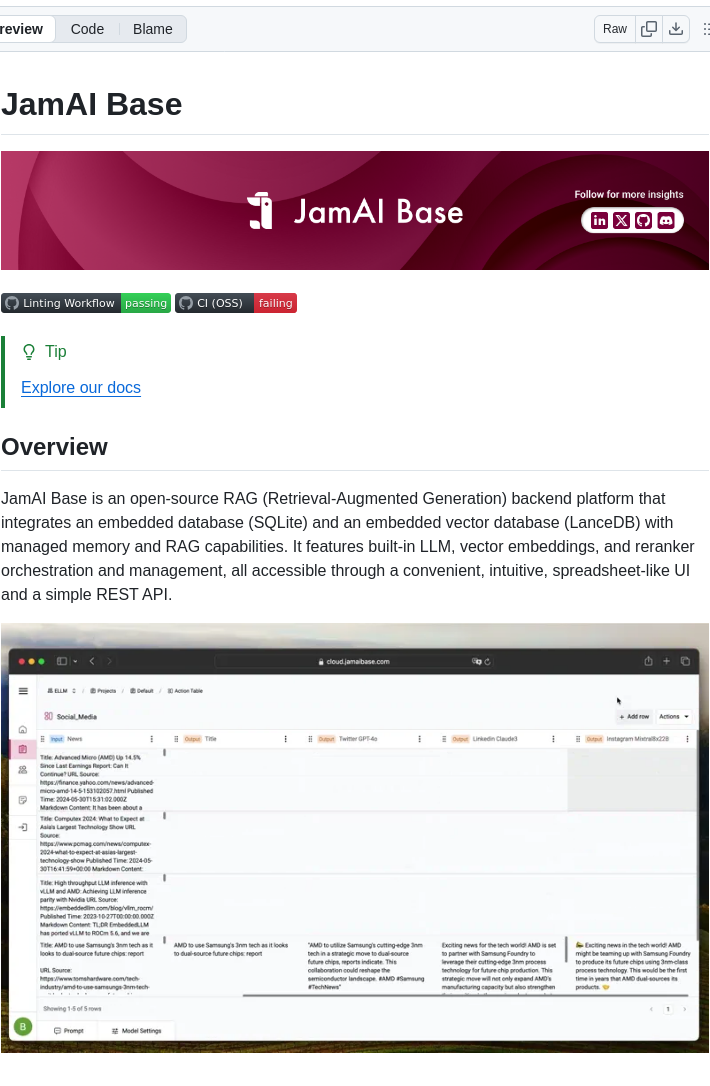 review
Code
Blame
Raw
JamAI Base
JamAI Base
Follow for more insights
Linting Workflow passing
CI (OSS) failing
Tip
Explore our docs
Overview
JamAI Base is an open-source RAG (Retrieval-Augmented Generation) backend platform that
integrates an embedded database (SQLite) and an embedded vector database (LanceDB) with
managed memory and RAG capabilities. It features built-in LLM, vector embeddings, and reranker
orchestration and management, all accessible through a convenient, intuitive, spreadsheet-like UI
and a simple REST API.
cloud.jamaibase.com
ELLM / Projects / Default / Action Table
Social_Media
+ Add row
Actions
Input News
Output Title
Output Twitter GPT-4o
Output Linkedin Claude3
Output Instagram Mixtral8x22B
Title: Advanced Micro (AMD) Up 14.5%
Since Last Earnings Report: Can It
Continue? URL Source:
https://finance.yahoo.com/news/advanced-
micro-amd-14-5-153102057.html Published
Time: 2024-05-30T15:31:02.000Z
Markdown Content: It has been about a
Title: Computex 2024: What to Expect at
Asia's Largest Technology Show URL
Source:
https://www.pcmag.com/news/computex-
2024-what-to-expect-at-asias-largest-
technology-show Published Time: 2024-05-
30T16:41:59+00:00 Markdown Content:
Title: High throughput LLM inference with
vLLM and AMD: Achieving LLM inference
parity with Nvidia URL Source:
https://embeddedllm.com/blog/vllm_rocm/
Published Time: 2023-10-27T00:00:00.000Z
Markdown Content: TL;DR EmbeddedLLM
has ported vLLM to ROCm 5.6, and we are
Title: AMD to use Samsung's 3nm tech as it
looks to dual-source future chips: report
URL Source:
https://www.tomshardware.com/tech-
industry/amd-to-use-samsungs-3nm-tech-
AMD to use Samsung's 3nm tech as it looks
to dual-source future chips: report
"AMD to utilize Samsung's cutting-edge 3nm
tech in a strategic move to dual-source
future chips, reports indicate. This
collaboration could reshape the
semiconductor landscape. #AMD #Samsung
#TechNews"
Exciting news for the tech world! AMD is set
to partner with Samsung Foundry to
leverage their cutting-edge 3nm process
technology for future chip production. This
strategic move will not only expand AMD's
manufacturing capacity but also strengthen
Exciting news in the tech world! AMD
might be teaming up with Samsung Foundry
to produce its future chips using 3nm-class
process technology. This would be the first
time in years that AMD dual-sources its
products.
Showing 1-5 of 5 rows
1
B
Prompt
Model Settings